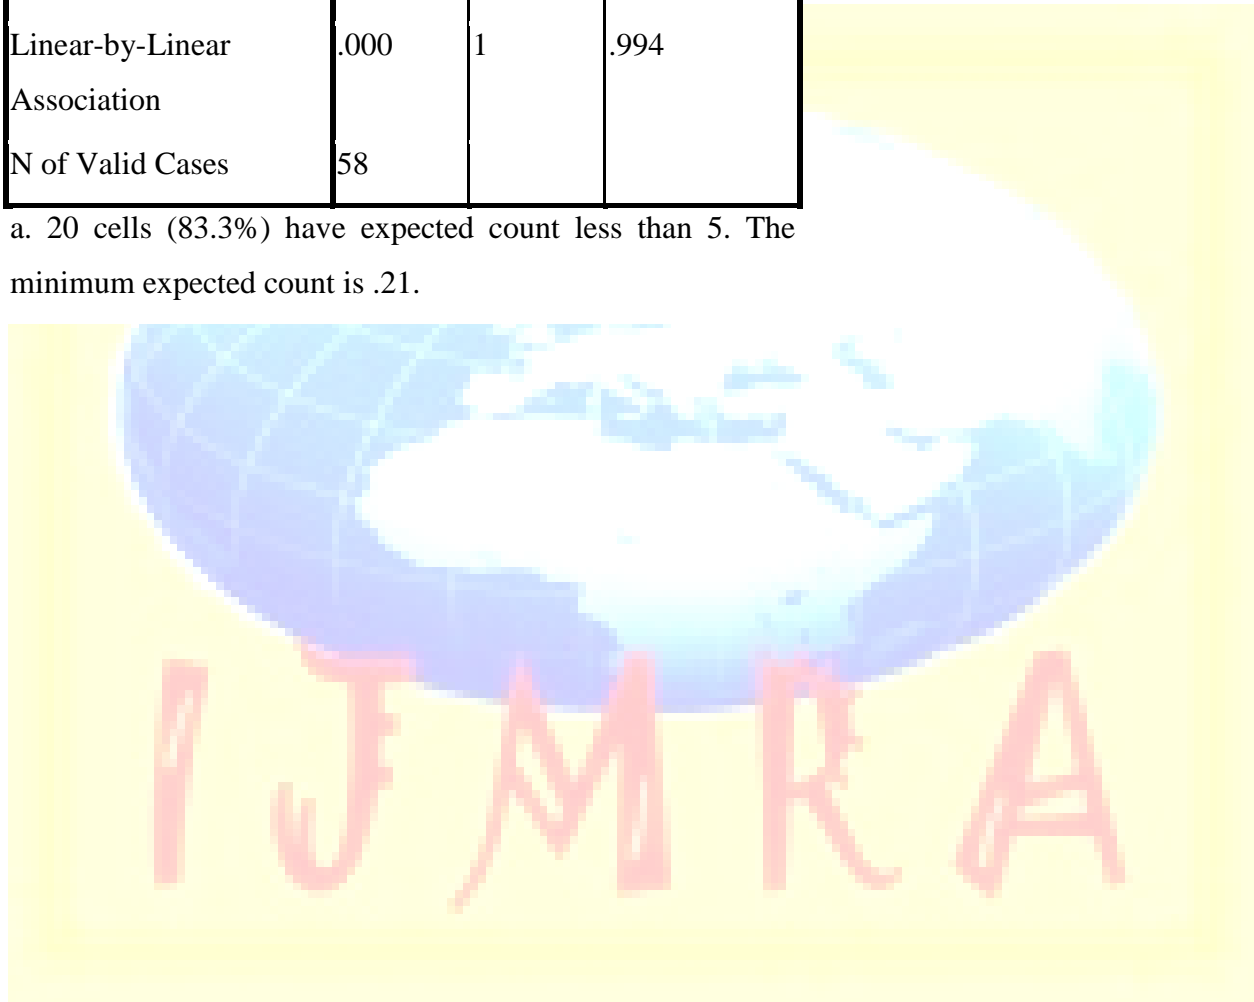 Linear-by-Linear Association .000 1 .994
N of Valid Cases 58
a. 20 cells (83.3%) have expected count less than 5. The
minimum expected count is .21.
IJMRA